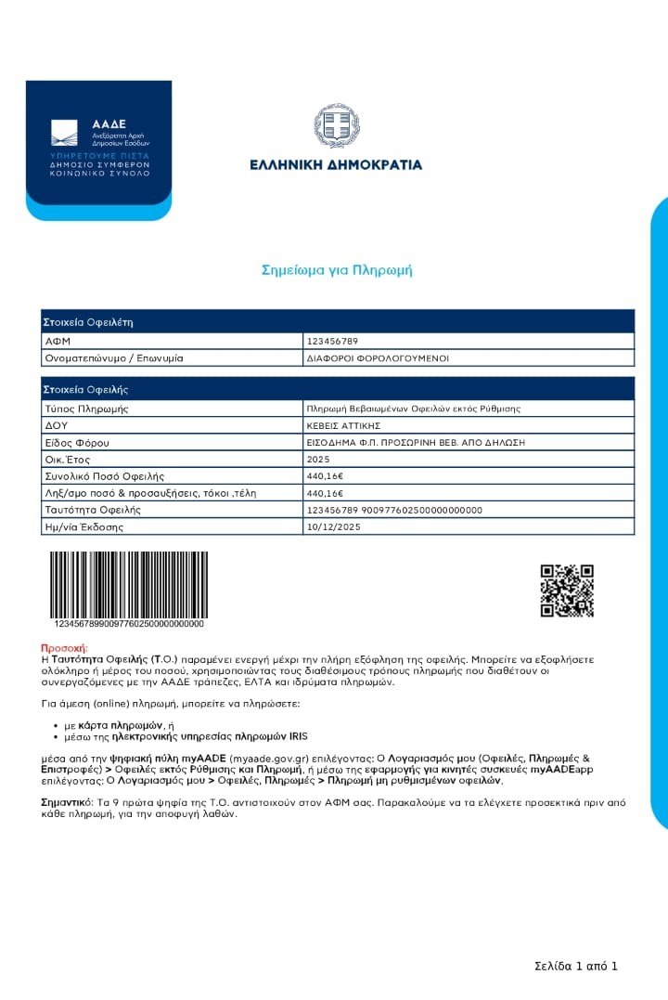 ΑΑΔΕ
Ανεξάρτητη Αρχή
Δημοσίων Εσόδων
ΥΠΗΡΕΤΟΥΜΕ ΠΙΣΤΑ
ΔΗΜΟΣΙΟ ΣΥΜΦΕΡΟΝ
ΚΟΙΝΩΝΙΚΟ ΣΥΝΟΛΟ
ΕΛΛΗΝΙΚΗ ΔΗΜΟΚΡΑΤΙΑ
Σημείωμα για Πληρωμή
Στοιχεία Οφειλέτη
ΑΦΜ 123456789
Ονοματεπώνυμο / Επωνυμία ΔΙΑΦΟΡΟΙ ΦΟΡΟΛΟΓΟΥΜΕΝΟΙ
Στοιχεία Οφειλής
Τύπος Πληρωμής Πληρωμή Βεβαιωμένων Οφειλών εκτός Ρύθμισης
ΔΟΥ ΚΕΒΕΙΣ ΑΤΤΙΚΗΣ
Είδος Φόρου ΕΙΣΟΔΗΜΑ Φ.Π. ΠΡΟΣΩΡΙΝΗ ΒΕΒ. ΑΠΟ ΔΗΛΩΣΗ
Οικ. Έτος 2025
Συνολικό Ποσό Οφειλής 440,16€
Ληξ/σμο ποσό & προσαυξήσεις, τόκοι ,τέλη 440,16€
Ταυτότητα Οφειλής 123456789 900977602500000000000
Ημ/νία Έκδοσης 10/12/2025
123456789900977602500000000000
Προσοχή:
Η Ταυτότητα Οφειλής (Τ.Ο.) παραμένει ενεργή μέχρι την πλήρη εξόφληση της οφειλής. Μπορείτε να εξοφλήσετε
ολόκληρο ή μέρος του ποσού, χρησιμοποιώντας τους διαθέσιμους τρόπους πληρωμής που διαθέτουν οι
συνεργαζόμενες με την ΑΑΔΕ τράπεζες, ΕΛΤΑ και ιδρύματα πληρωμών.
Για άμεση (online) πληρωμή, μπορείτε να πληρώσετε:
• με κάρτα πληρωμών, ή
• μέσω της ηλεκτρονικής υπηρεσίας πληρωμών IRIS
μέσα από την ψηφιακή πύλη myAADE (myaade.gov.gr) επιλέγοντας: Ο Λογαριασμός μου (Οφειλές, Πληρωμές &
Επιστροφές) > Οφειλές εκτός Ρύθμισης και Πληρωμή, ή μέσω της εφαρμογής για κινητές συσκευές myAADEapp
επιλέγοντας: Ο Λογαριασμός μου > Οφειλές, Πληρωμές > Πληρωμή μη ρυθμισμένων οφειλών.
Σημαντικό: Τα 9 πρώτα ψηφία της Τ.Ο. αντιστοιχούν στον ΑΦΜ σας. Παρακαλούμε να τα ελέγχετε προσεκτικά πριν από
κάθε πληρωμή, για την αποφυγή λαθών.
Σελίδα 1 από 1